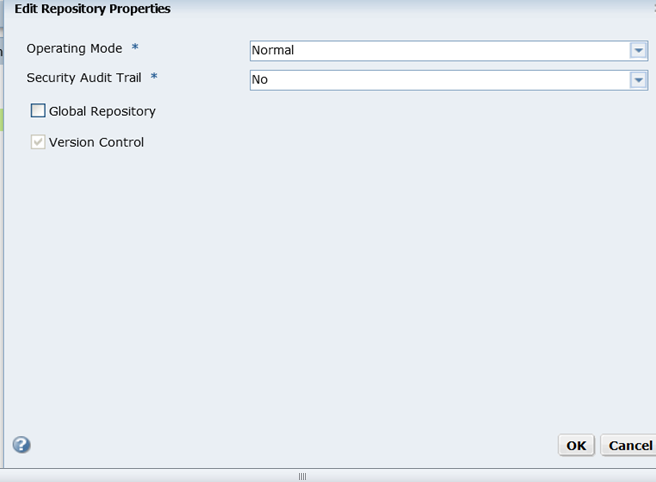 Edit Repository Properties
Operating Mode * Normal
Security Audit Trail * No
Global Repository
Version Control
? OK Cancel